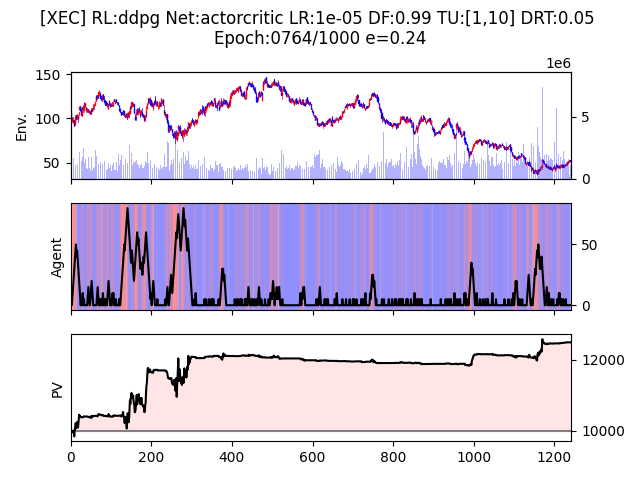 [XEC] RL:ddpg Net:actorcritic LR:1e-05 DF:0.99 TU:[1,10] DRT:0.05
Epoch:0764/1000 e=0.24
1e6
150
100
50
Env.
5
0
Agent
50
0
PV
12000
10000
0 200 400 600 800 1000 1200